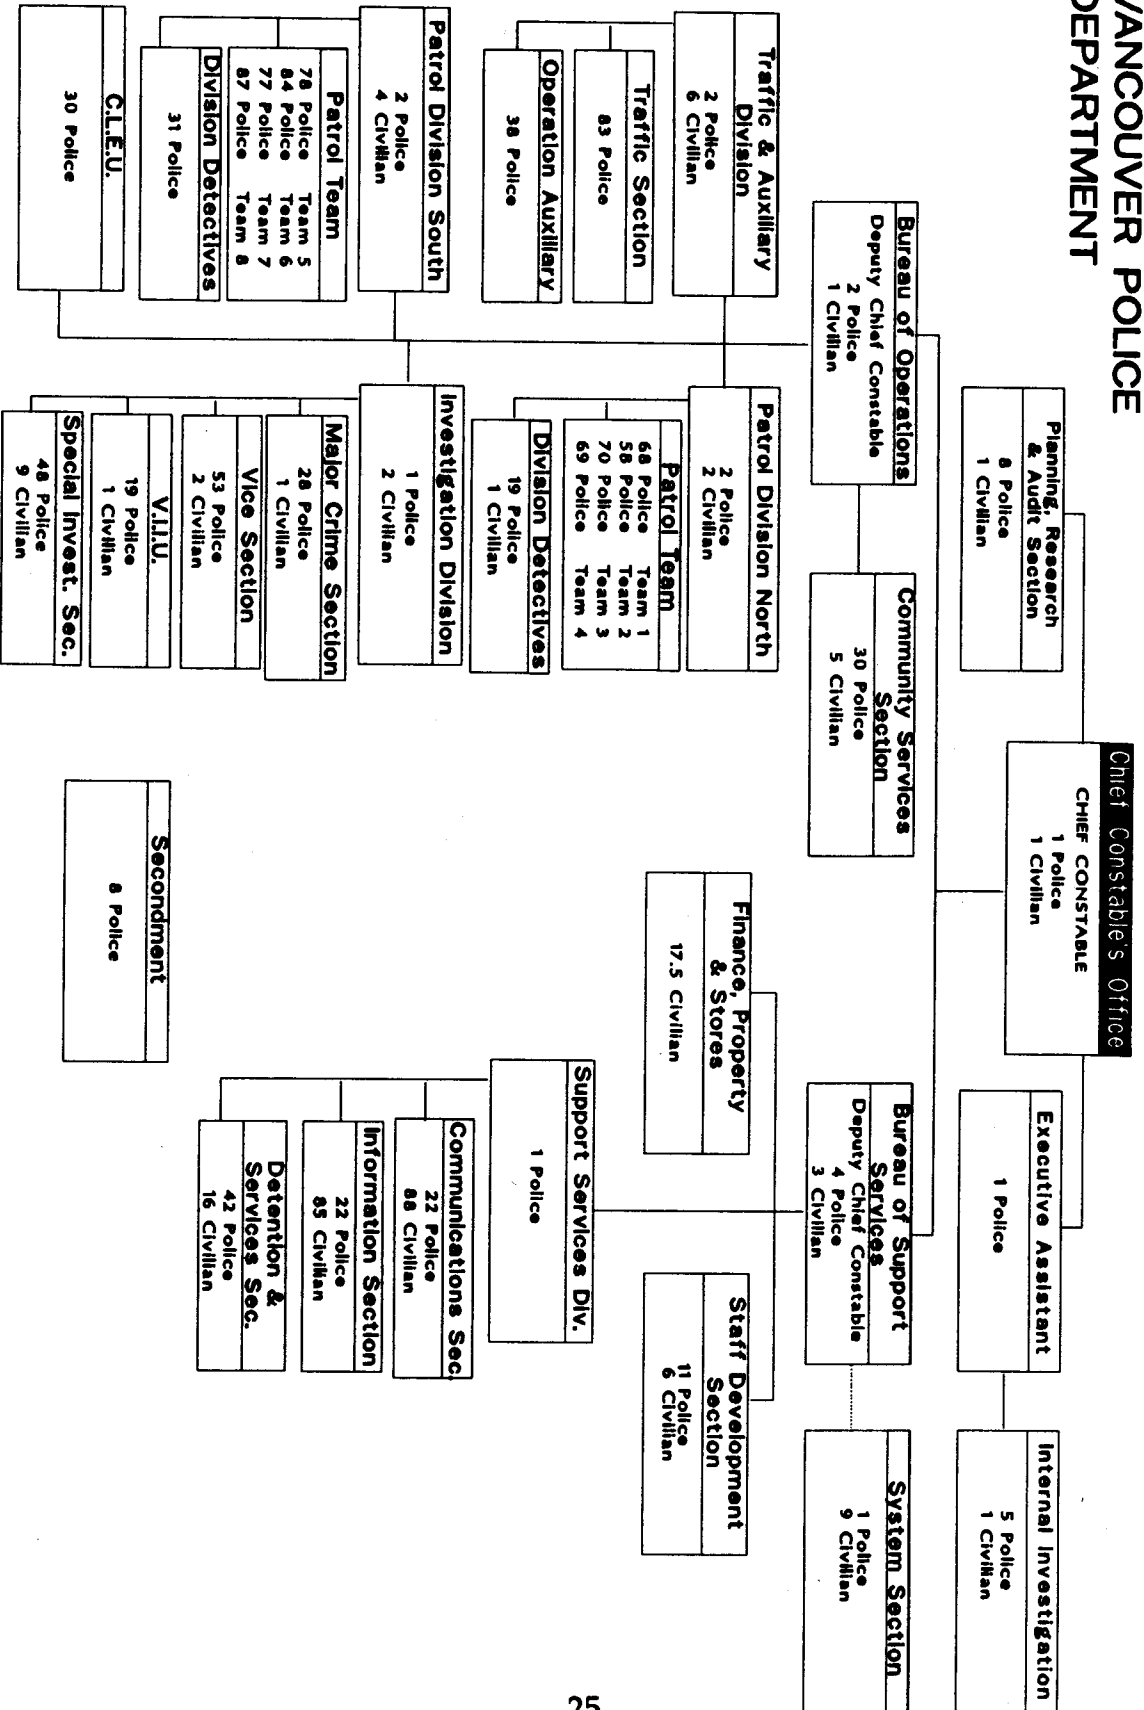 VANCOUVER POLICE
DEPARTMENT
Chief Constable's Office
CHIEF CONSTABLE
1 Police
1 Civilian
Planning, Research
& Audit Section
8 Police
1 Civilian
Executive Assistant
1 Police
Internal Investigation
5 Police
1 Civilian
Bureau of Operations
Deputy Chief Constable
2 Police
1 Civilian
Community Services
Section
30 Police
5 Civilian
Bureau of Support
Services
Deputy Chief Constable
4 Police
3 Civilian
System Section
1 Police
9 Civilian
Traffic & Auxiliary
Division
2 Police
6 Civilian
Traffic Section
83 Police
Operation Auxiliary
38 Police
Patrol Division North
2 Police
2 Civilian
Patrol Team
68 Police Team 1
58 Police Team 2
70 Police Team 3
69 Police Team 4
Division Detectives
19 Police
1 Civilian
Patrol Division South
2 Police
4 Civilian
Patrol Team
78 Police Team 5
84 Police Team 6
77 Police Team 7
87 Police Team 8
Division Detectives
31 Police
C.L.E.U.
30 Police
Investigation Division
1 Police
2 Civilian
Major Crime Section
28 Police
1 Civilian
Vice Section
53 Police
2 Civilian
V.I.I.U.
19 Police
1 Civilian
Special Invest. Sec.
48 Police
9 Civilian
Finance, Property
& Stores
17.5 Civilian
Staff Development
Section
11 Police
6 Civilian
Support Services Div.
1 Police
Communications Sec.
22 Police
88 Civilian
Information Section
22 Police
85 Civilian
Detention &
Services Sec.
42 Police
16 Civilian
Secondment
8 Police
25